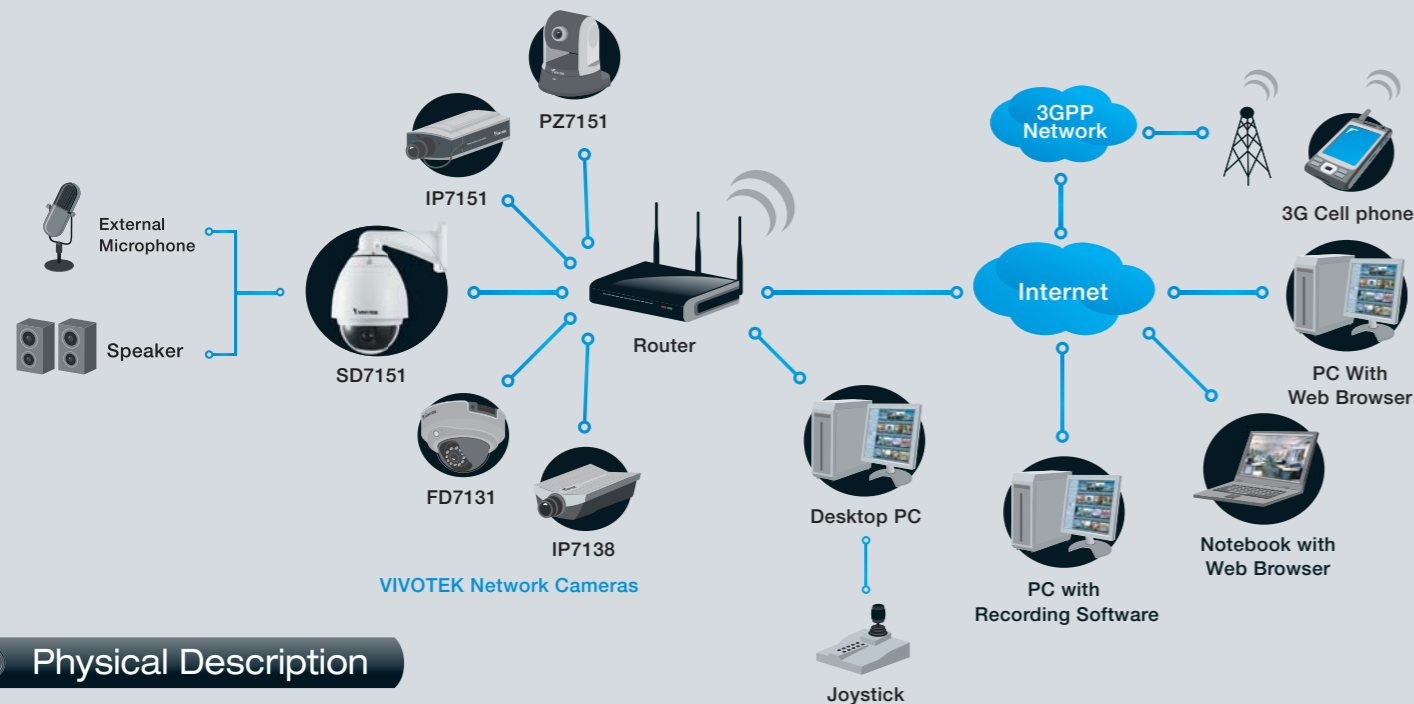 PZ7151
IP7151
External
Microphone
Speaker
VIVOTEK
SD7151
FD7131
IP7138
VIVOTEK Network Cameras
Router
Desktop PC
Joystick
3GPP
Network
3G Cell phone
Internet
PC With
Web Browser
Notebook with
Web Browser
PC with
Recording Software
Physical Description